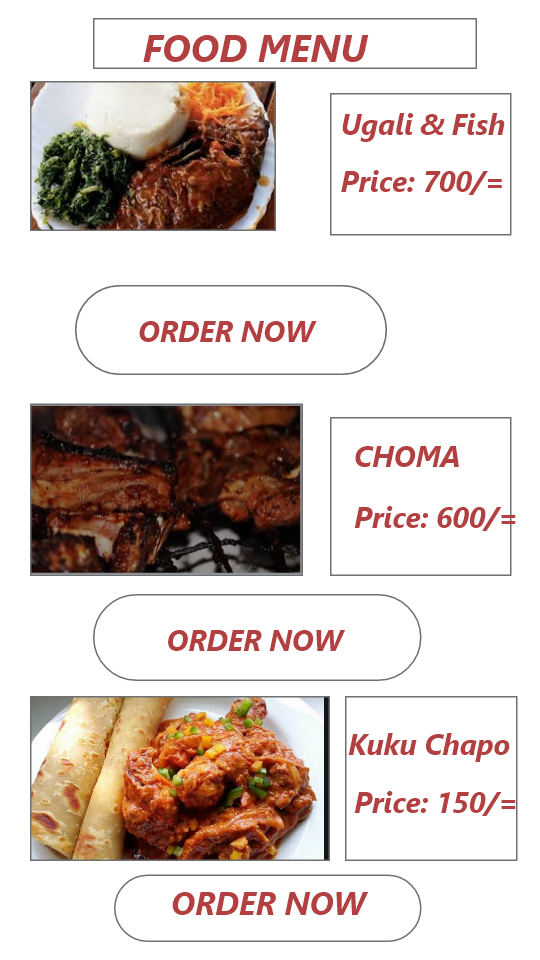 FOOD MENU
Ugali & Fish
Price: 700/=
ORDER NOW
CHOMA
Price: 600/=
ORDER NOW
Kuku Chapo
Price: 150/=
ORDER NOW